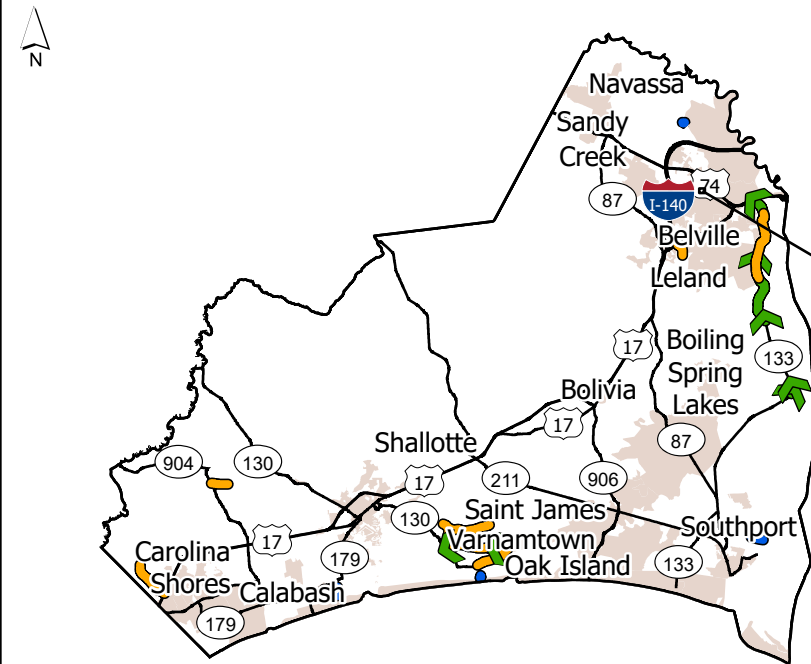 N
Navassa
Sandy
Creek
74
87
I-140
Belville
Leland
17
Boiling
Spring
Lakes
133
Bolivia
17
Shallotte
87
904
130
17
211
906
Saint James
130
Southport
17
Varnamtown
Carolina
Shores
179
Oak Island
133
Calabash
179